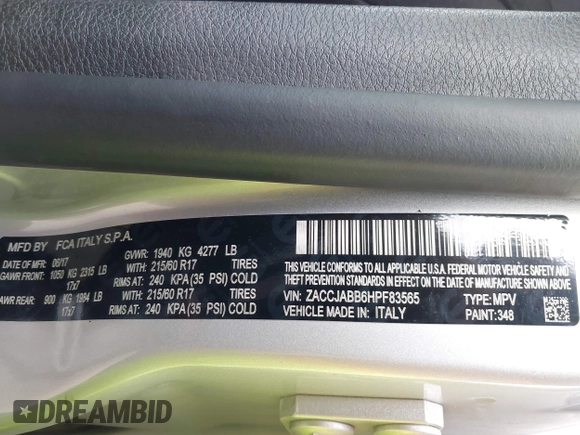 MFD BY FCA ITALY S.P.A.
DATE OF MFR: 06/17 GVWR: 1940 KG 4277 LB
GAWR FRONT: 1050 KG 2315 LB WITH 215/60 R17 TIRES
17x7 RIMS AT: 240 KPA(35 PSI) COLD
AWR REAR: 900 KG 1984 LB WITH 215/60 R17 TIRES
17x7 RIMS AT: 240 KPA(35 PSI) COLD
THIS VEHICLE CONFORMS TO ALL APPLICABLE
U.S.A. FEDERAL MOTOR VEHICLE SAFETY, BUMPER AND
THEFT PREVENTION STANDARDS IN EFFECT ON THE DATE OF MANUFACTURE SHOWN ABOVE.
VIN: ZACCJABB6HPF83565 TYPE: MPV
VEHICLE MADE IN: ITALY PAINT: 348
DREAMBID